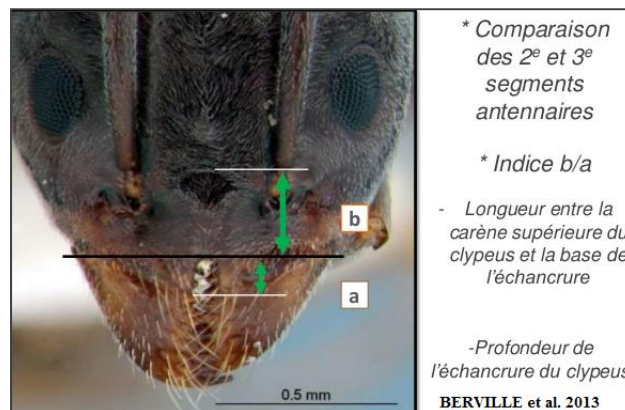 * Comparaison
des 2e et 3e
segments
antennaires
* Indice b/a
- Longueur entre la
carène supérieure du
clypeus et la base de
l'échancrure
-Profondeur de
l'échancrure du clypeus
BERVILLE et al. 2013
b
a
0.5 mm